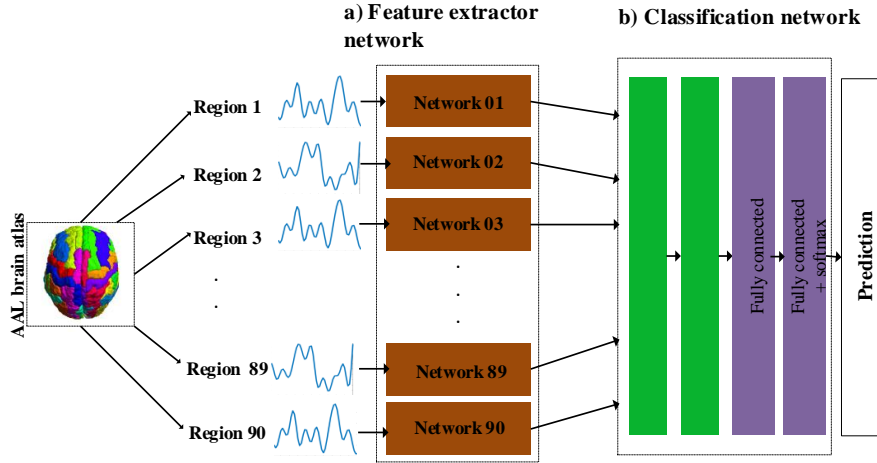 a) Feature extractor
network
b) Classification network
AAL brain atlas
Region 1
Region 2
Region 3
.
.
Region 89
Region 90
Network 01
Network 02
Network 03
.
.
.
Network 89
Network 90
Fully connected
Fully connected
+ softmax
Prediction